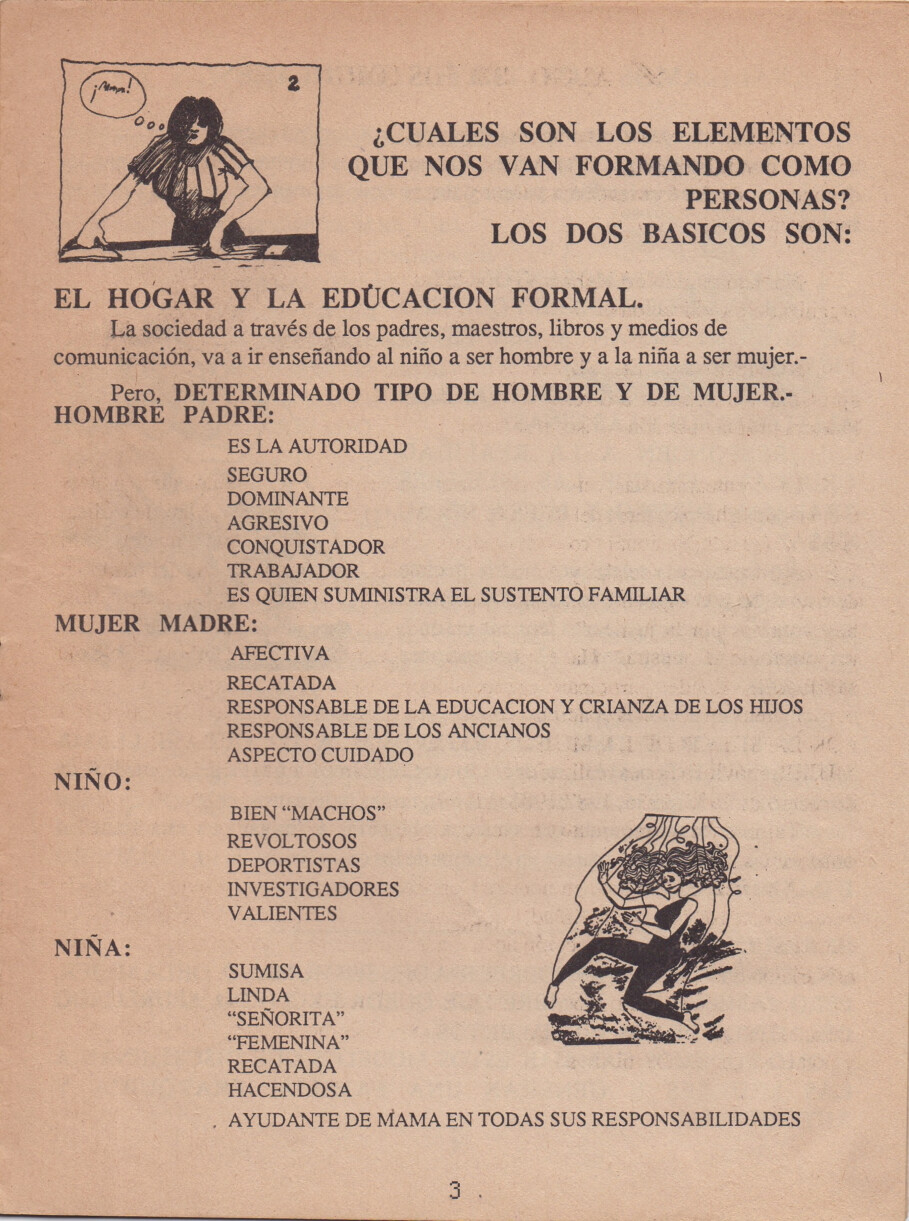 2
¿CUALES SON LOS ELEMENTOS
QUE NOS VAN FORMANDO COMO
PERSONAS?
LOS DOS BASICOS SON:
EL HOGAR Y LA EDUCACION FORMAL.
La sociedad a través de los padres, maestros, libros y medios de
comunicación, va a ir enseñando al niño a ser hombre y a la niña a ser mujer.-
Pero, DETERMINADO TIPO DE HOMBRE Y DE MUJER.-
HOMBRE PADRE:
ES LA AUTORIDAD
SEGURO
DOMINANTE
AGRESIVO
CONQUISTADOR
TRABAJADOR
ES QUIEN SUMINISTRA EL SUSTENTO FAMILIAR
MUJER MADRE:
AFECTIVA
RECATADA
RESPONSABLE DE LA EDUCACION Y CRIANZA DE LOS HIJOS
RESPONSABLE DE LOS ANCIANOS
ASPECTO CUIDADO
NIÑO:
BIEN “MACHOS”
REVOLTOSOS
DEPORTISTAS
INVESTIGADORES
VALIENTES
NIÑA:
SUMISA
LINDA
“SEÑORITA”
“FEMENINA”
RECATADA
HACENDOSA
AYUDANTE DE MAMA EN TODAS SUS RESPONSABILIDADES
3